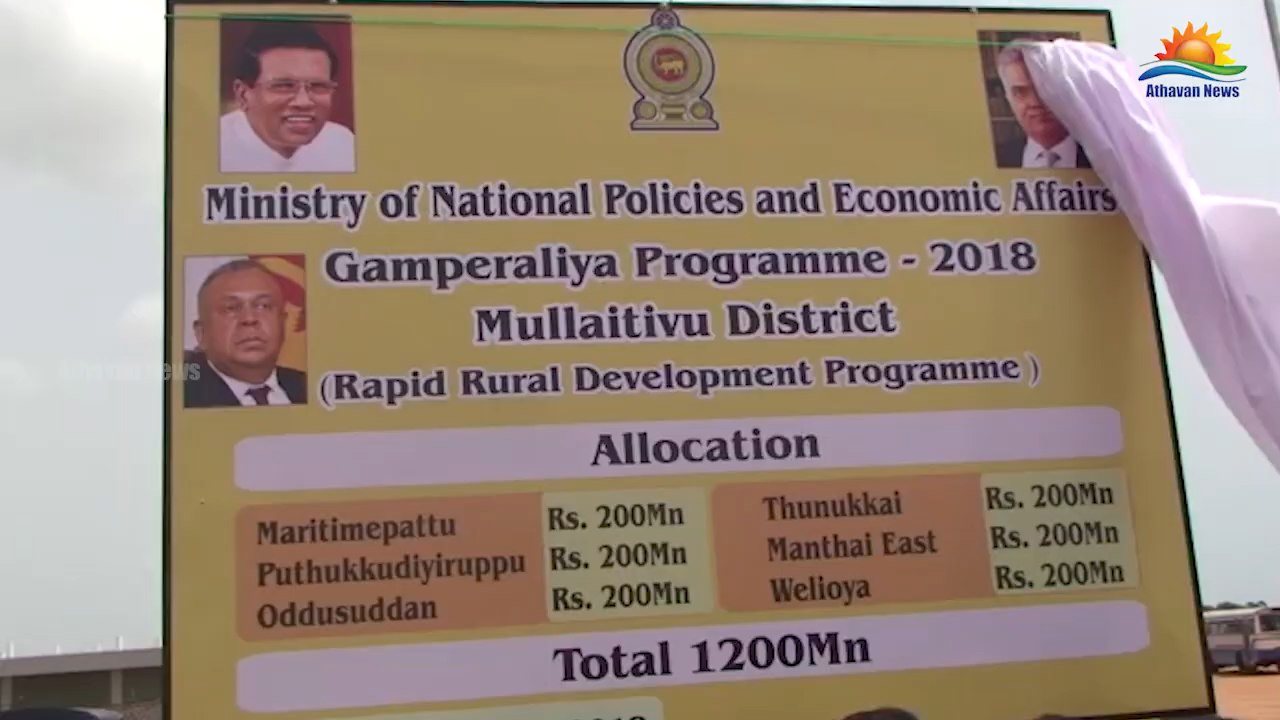 Athavan News
Ministry of National Policies and Economic Affairs
Gamperaliya Programme - 2018
Mullaitivu District
(Rapid Rural Development Programme)
Athavan News
Allocation
Maritimepattu Rs. 200Mn Thunukkai Rs. 200Mn
Puthukkudiyiruppu Rs. 200Mn Manthai East Rs. 200Mn
Oddusuddan Rs. 200Mn Welioya Rs. 200Mn
Total 1200Mn